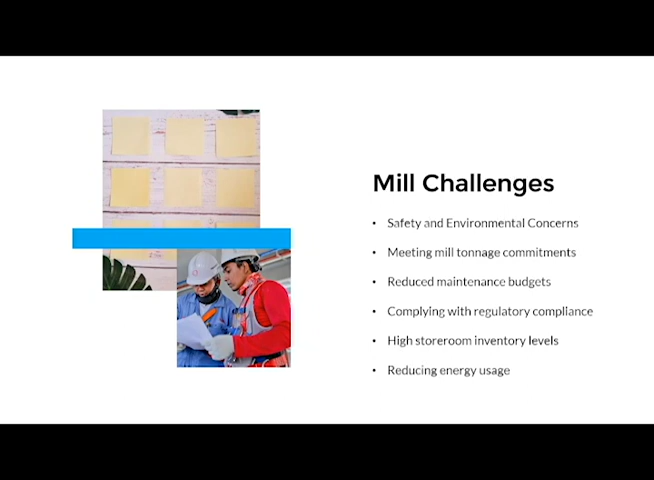 Mill Challenges
• Safety and Environmental Concerns
• Meeting mill tonnage commitments
• Reduced maintenance budgets
• Complying with regulatory compliance
• High storeroom inventory levels
• Reducing energy usage